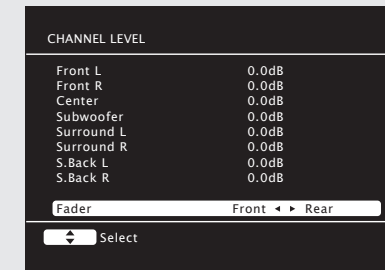 CHANNEL LEVEL
Front L 0.0dB
Front R 0.0dB
Center 0.0dB
Subwoofer 0.0dB
Surround L 0.0dB
Surround R 0.0dB
S.Back L 0.0dB
S.Back R 0.0dB
Fader Front ◄ ► Rear
Select